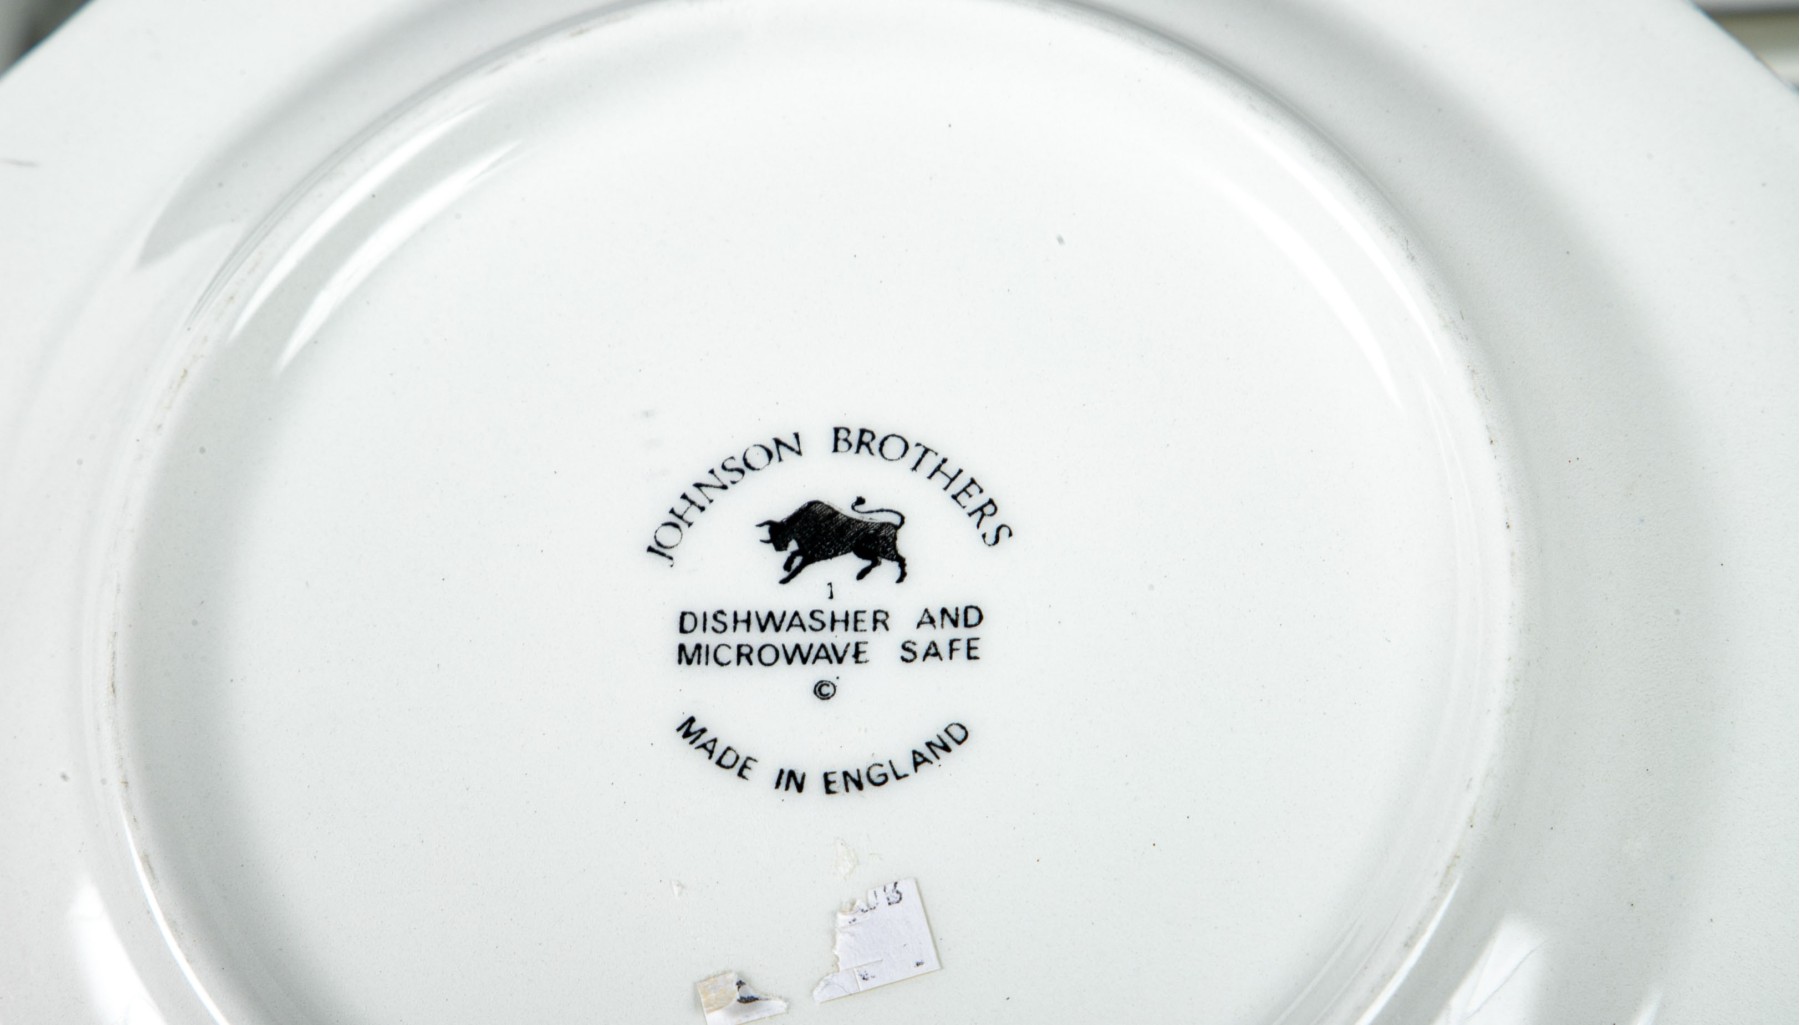 JOHNSON BROTHERS
1
DISHWASHER AND
MICROWAVE SAFE
©
MADE IN ENGLAND